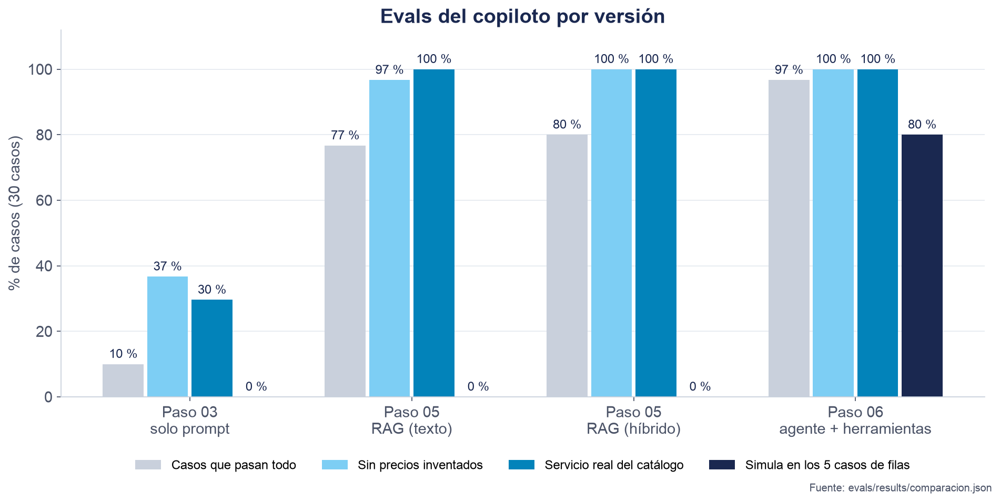 Evals del copiloto por versión
% de casos (30 casos)
100
80
60
40
20
0
10 %
37 %
30 %
0 %
77 %
97 %
100 %
0 %
80 %
100 %
100 %
0 %
97 %
100 %
100 %
80 %
Paso 03
solo prompt
Paso 05
RAG (texto)
Paso 05
RAG (híbrido)
Paso 06
agente + herramientas
Casos que pasan todo
Sin precios inventados
Servicio real del catálogo
Simula en los 5 casos de filas
Fuente: evals/results/comparacion.json